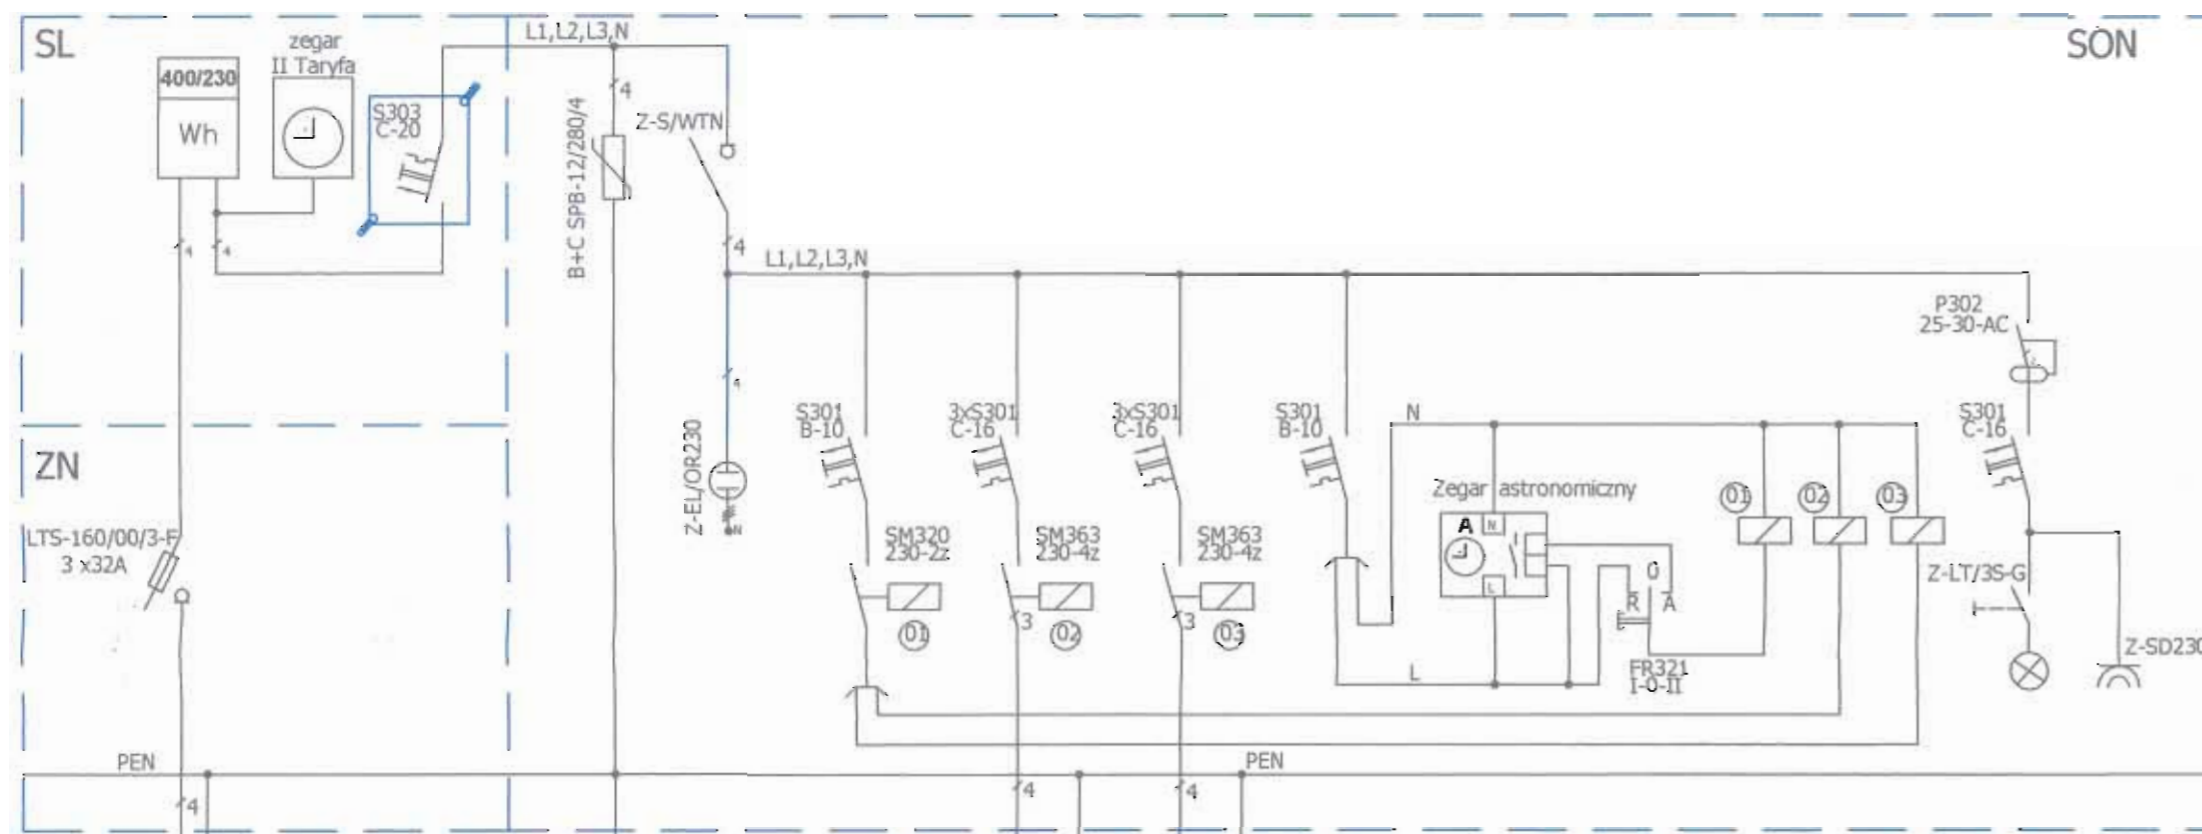 SL
400/230
Wh
zegar
II Taryfa
S303
C-20
4
4
L1,L2,L3,N
4
B+C SPB-12/280/4
Z-S/WTN
4
L1,L2,L3,N
SON
4
Z-EL/OR230
N
S301
B-10
3xS301
C-16
3xS301
C-16
S301
B-10
N
P302
25-30-AC
S301
C-16
ZN
LTS-160/00/3-F
3 x32A
SM320
230-2z
01
SM363
230-4z
3
02
SM363
230-4z
3
03
Zegar astronomiczny
A
N
L
0
R
A
FR321
I-0-II
L
01
02
03
Z-LT/3S-G
Z-SD230
PEN
PEN
4
4
4